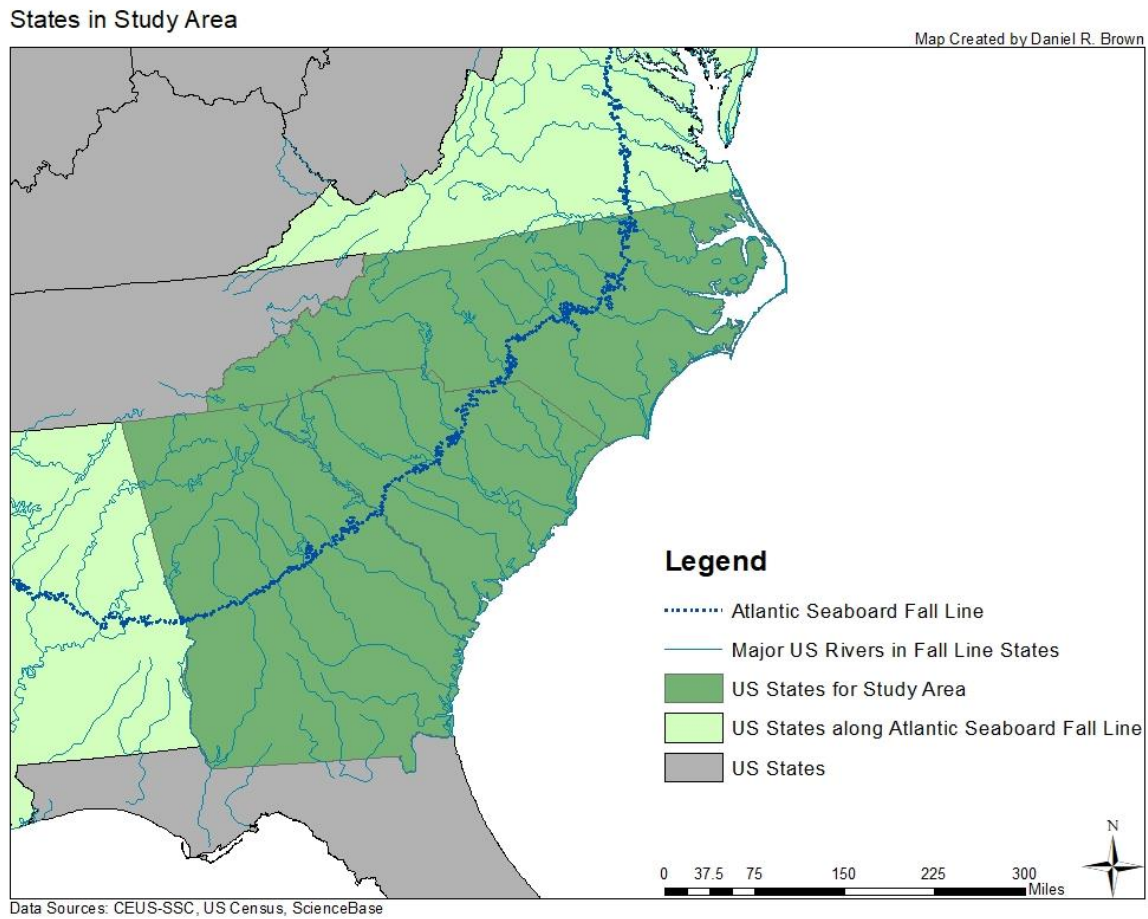 States in Study Area
Map Created by Daniel R. Brown
Legend
Atlantic Seaboard Fall Line
Major US Rivers in Fall Line States
US States for Study Area
US States along Atlantic Seaboard Fall Line
US States
N
0 37.5 75 150 225 300
Miles
Data Sources: CEUS-SSC, US Census, ScienceBase